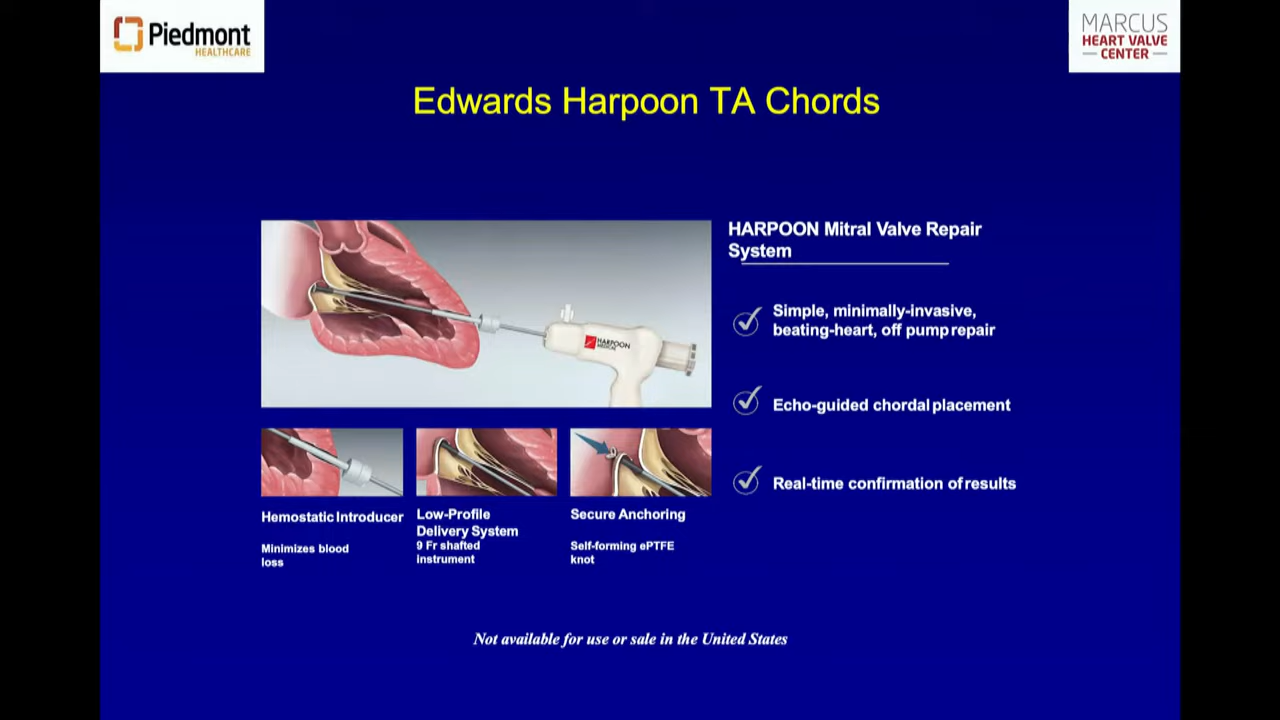 Piedmont
HEALTHCARE
MARCUS
HEART VALVE
CENTER
Edwards Harpoon TA Chords
HARPOON
MEDICAL
HARPOON Mitral Valve Repair
System
Simple, minimally-invasive,
beating-heart, off pump repair
Echo-guided chordal placement
Real-time confirmation of results
Hemostatic Introducer
Minimizes blood
loss
Low-Profile
Delivery System
9 Fr shafted
instrument
Secure Anchoring
Self-forming ePTFE
knot
Not available for use or sale in the United States